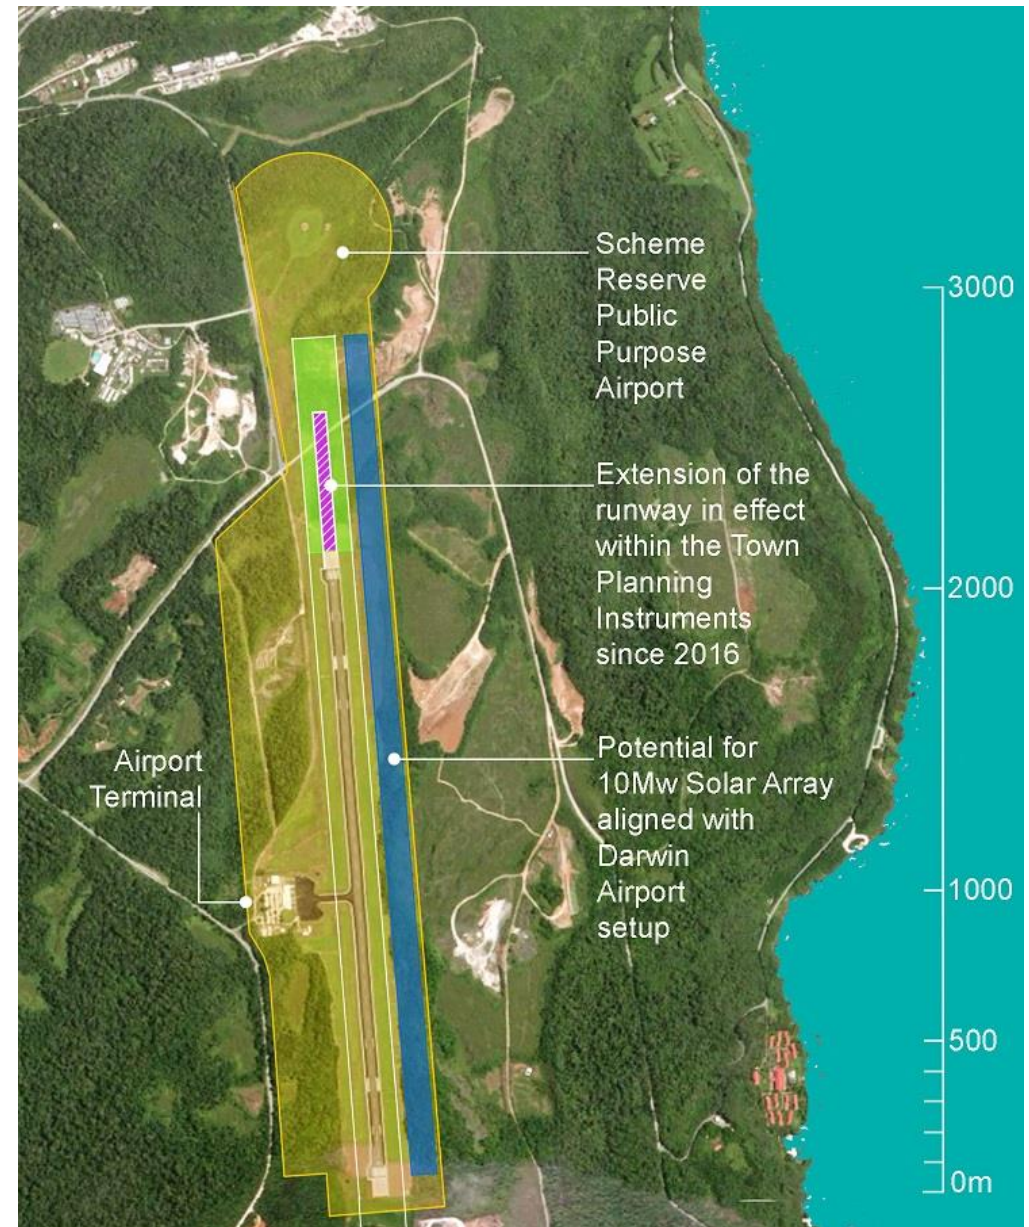 Scheme
Reserve
Public
Purpose
Airport
3000
Extension of the
runway in effect
within the Town
Planning
Instruments
since 2016
2000
Potential for
10Mw Solar Array
aligned with
Darwin
Airport
setup
Airport
Terminal
1000
500
0m